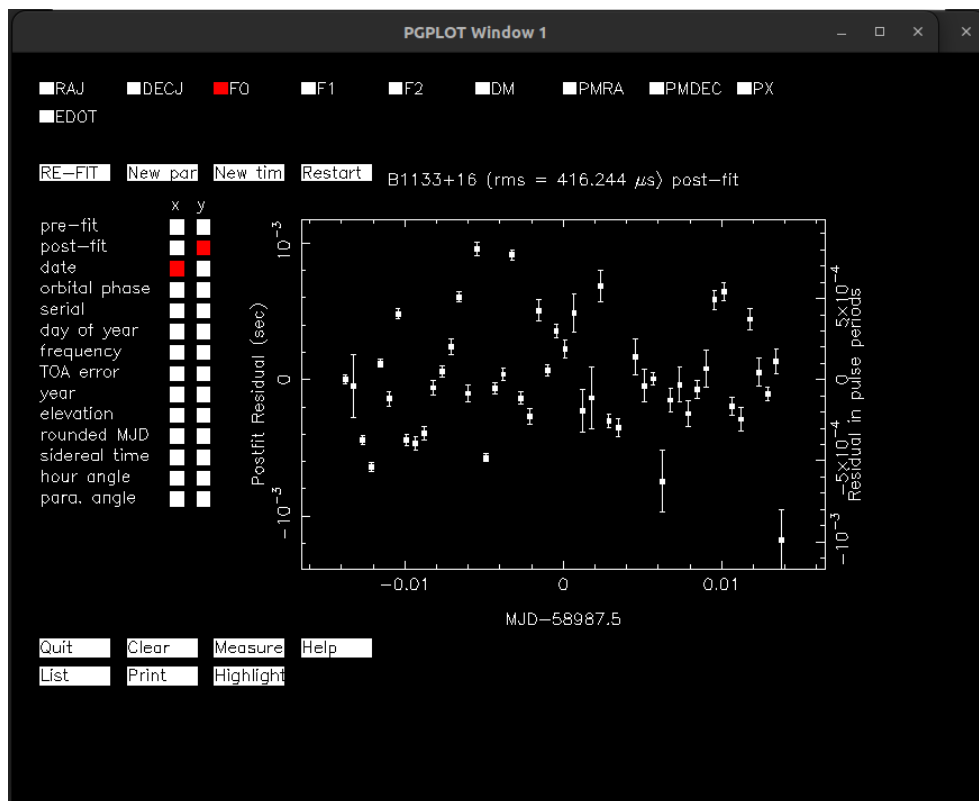 PGPLOT Window 1
RAJ DECJ F0 F1 F2 DM PMRA PMDEC PX
EDOT
RE-FIT New par New tim Restart
B1133+16 (rms = 416.244 μs) post-fit
x y
pre-fit
post-fit
date
orbital phase
serial
day of year
frequency
TOA error
year
elevation
rounded MJD
sidereal time
hour angle
para. angle
Postfit Residual (sec)
10⁻³
0
−10⁻³
5×10⁻⁴
−5×10⁻⁴
−10⁻³
Residual in pulse periods
−0.01 0 0.01
MJD−58987.5
Quit Clear Measure Help
List Print Highlight